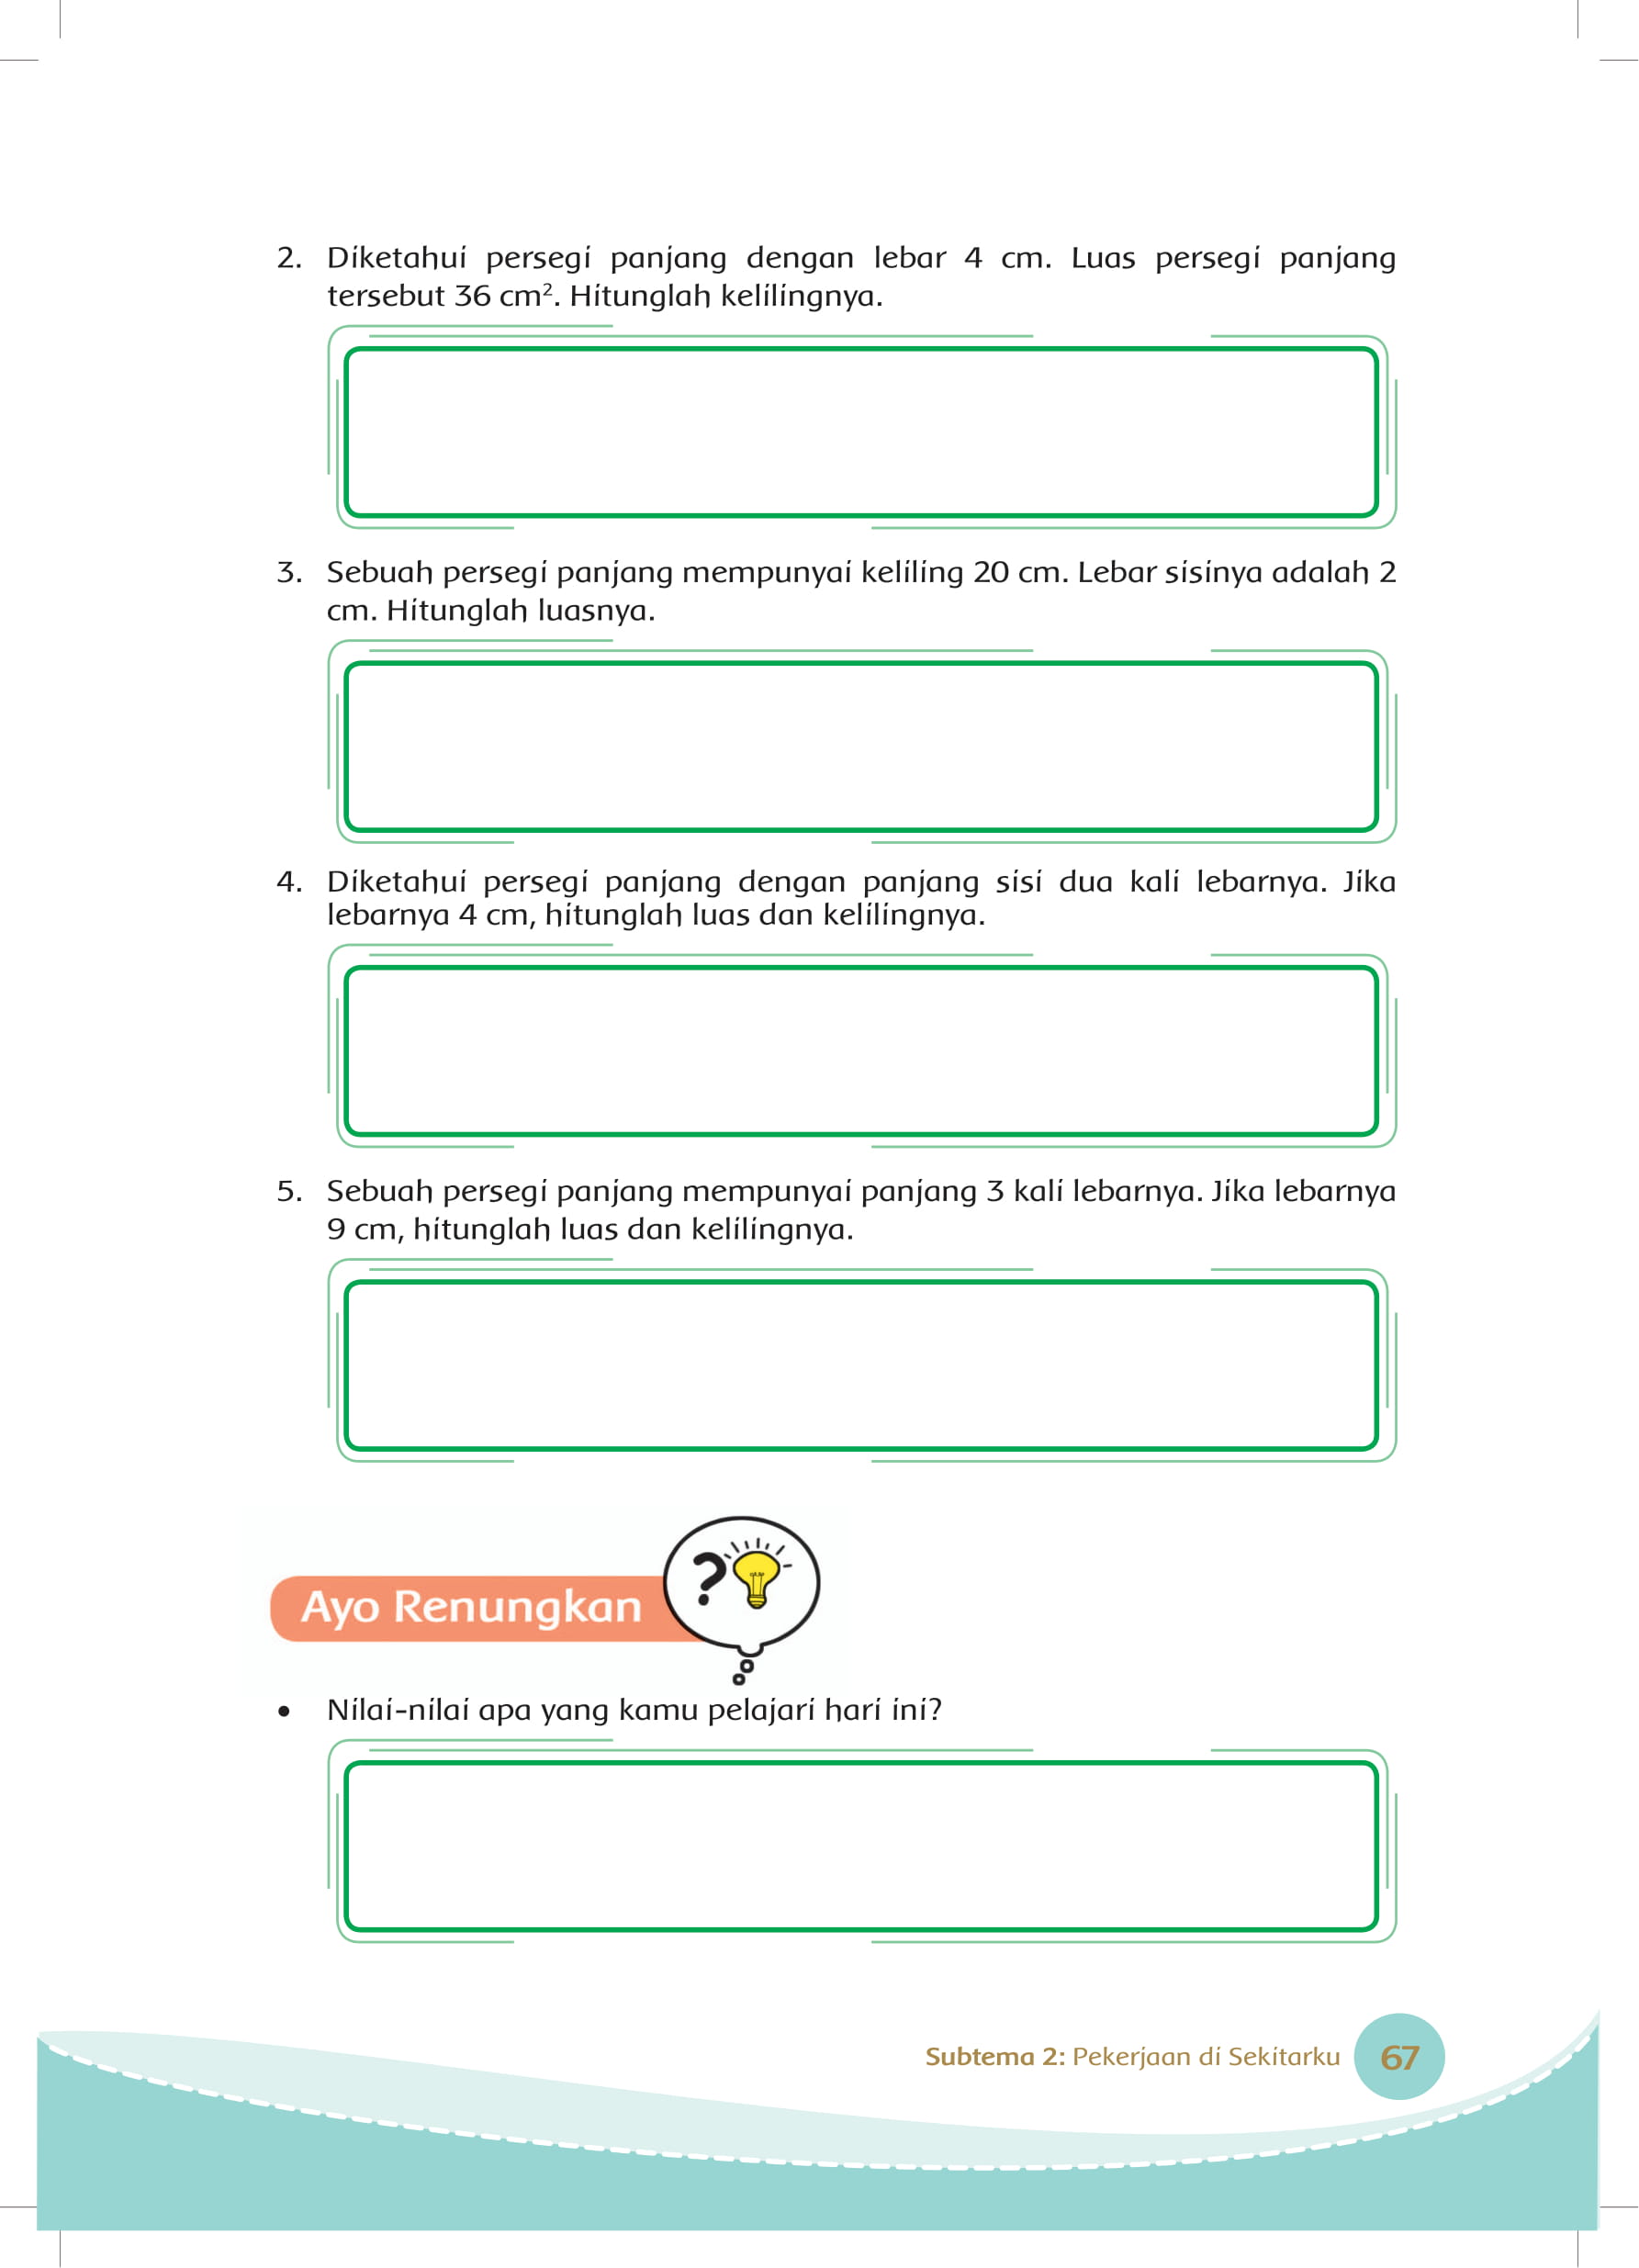 2. Diketahui persegi panjang dengan lebar 4 cm. Luas persegi panjang
tersebut 36 cm². Hitunglah kelilingnya.
3. Sebuah persegi panjang mempunyai keliling 20 cm. Lebar sisinya adalah 2
cm. Hitunglah luasnya.
4. Diketahui persegi panjang dengan panjang sisi dua kali lebarnya. Jika
lebarnya 4 cm, hitunglah luas dan kelilingnya.
5. Sebuah persegi panjang mempunyai panjang 3 kali lebarnya. Jika lebarnya
9 cm, hitunglah luas dan kelilingnya.
?
Ayo Renungkan
• Nilai-nilai apa yang kamu pelajari hari ini?
Subtema 2: Pekerjaan di Sekitarku 67